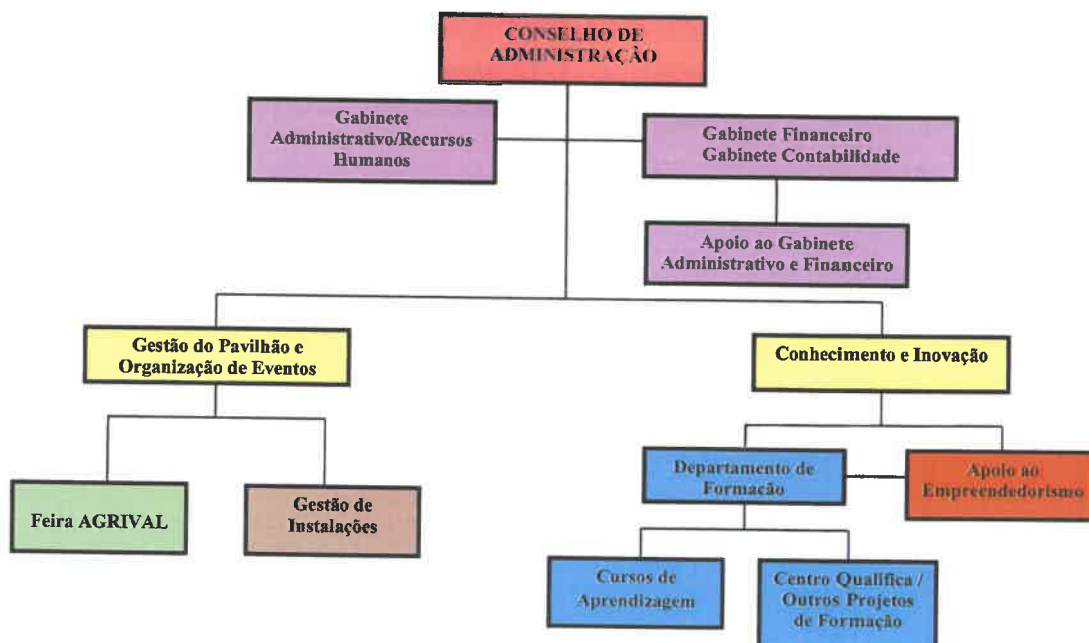 CONSELHO DE
ADMINISTRAÇÃO
Gabinete
Administrativo/Recursos
Humanos
Gabinete Financeiro
Gabinete Contabilidade
Apoio ao Gabinete
Administrativo e Financeiro
Gestão do Pavilhão e
Organização de Eventos
Conhecimento e Inovação
Feira AGRIVAL
Gestão de
Instalações
Departamento de
Formação
Apoio ao
Empreendedorismo
Cursos de
Aprendizagem
Centro Qualifica /
Outros Projetos
de Formação